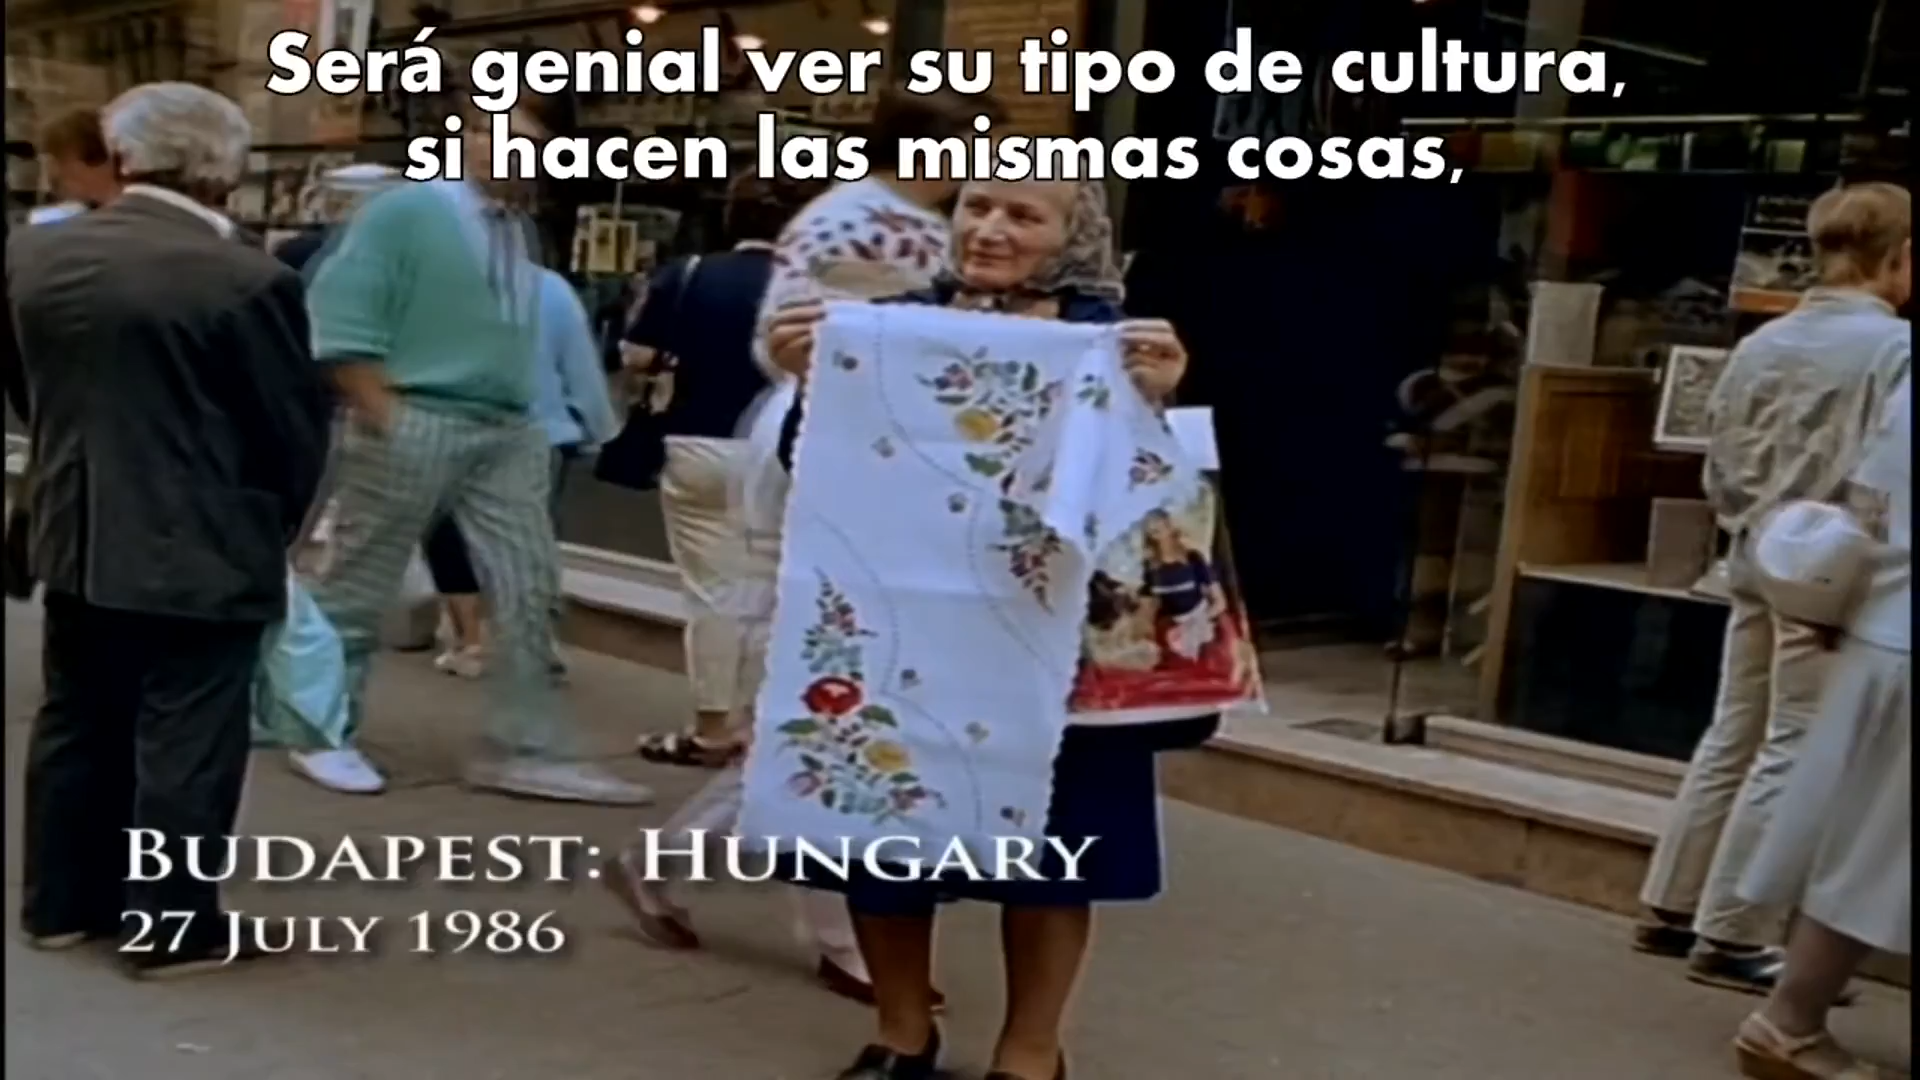 Será genial ver su tipo de cultura,
si hacen las mismas cosas,
BUDAPEST: HUNGARY
27 JULY 1986